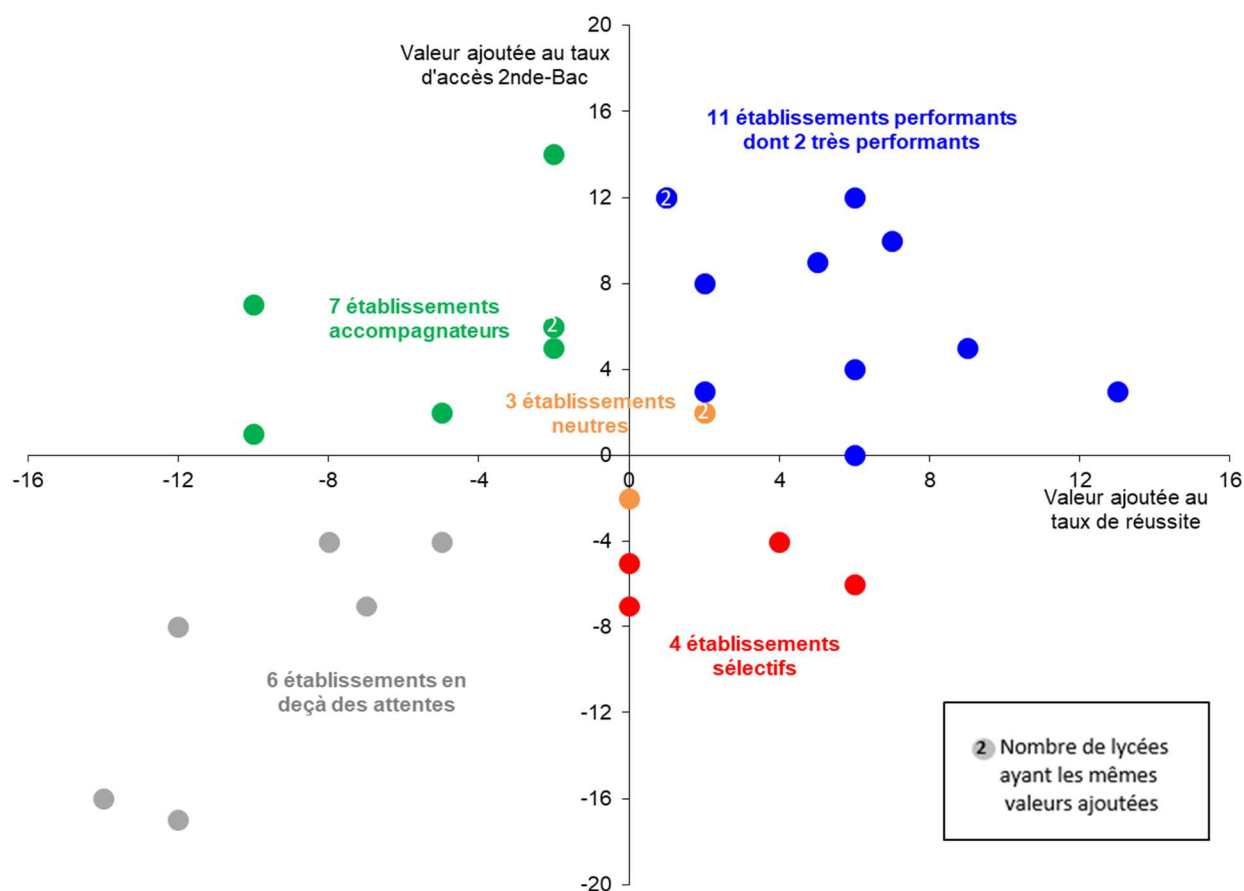 20
Valeur ajoutée au taux
d'accès 2nde-Bac
16
11 établissements performants
dont 2 très performants
12
2
8
7 établissements
accompagnateurs
2
4
3 établissements
neutres
2
0
-16
-12
-8
-4
0
4
8
12
16
Valeur ajoutée au
taux de réussite
-4
-8
4 établissements
sélectifs
6 établissements en
deçà des attentes
-12
2 Nombre de lycées
ayant les mêmes
valeurs ajoutées
-16
-20